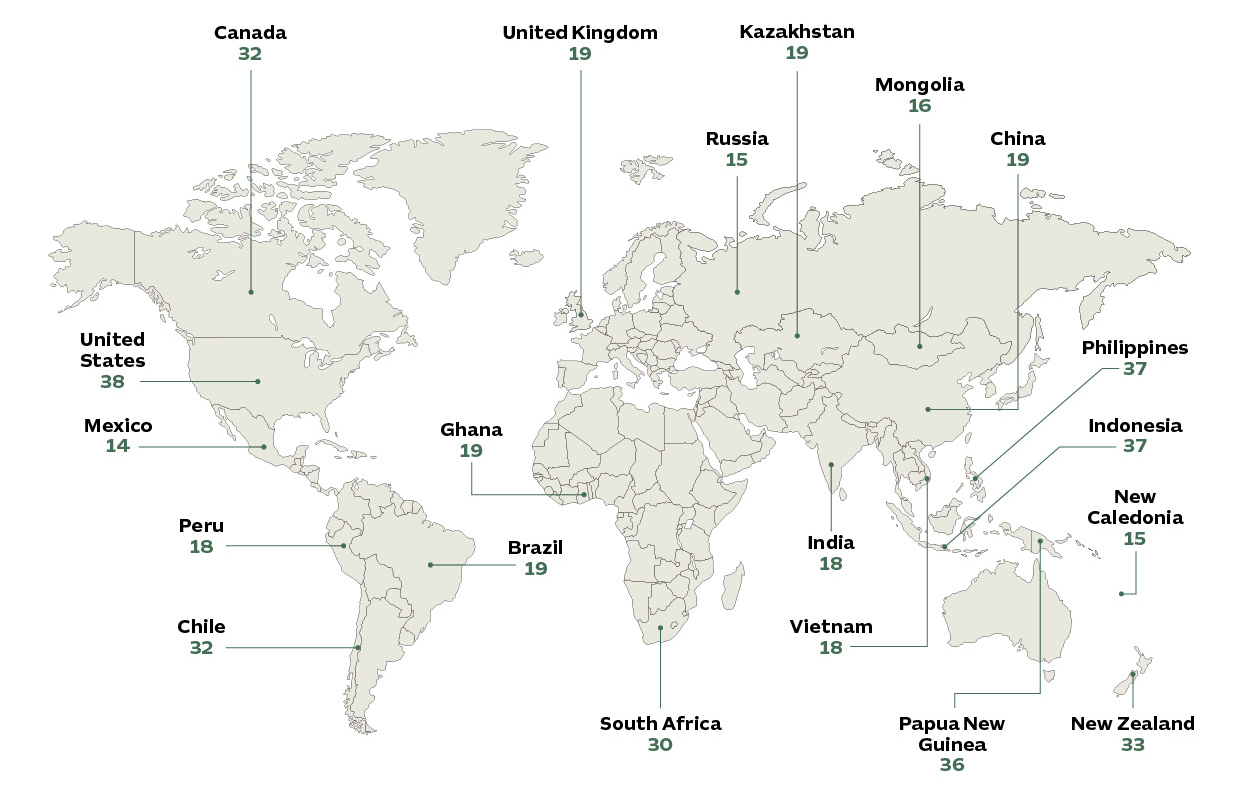 Canada
32
United Kingdom
19
Kazakhstan
19
Mongolia
16
Russia
15
China
19
United
States
38
Philippines
37
Mexico
14
Ghana
19
Indonesia
37
New
Caledonia
15
Peru
18
Brazil
19
India
18
Chile
32
Vietnam
18
South Africa
30
Papua New
Guinea
36
New Zealand
33